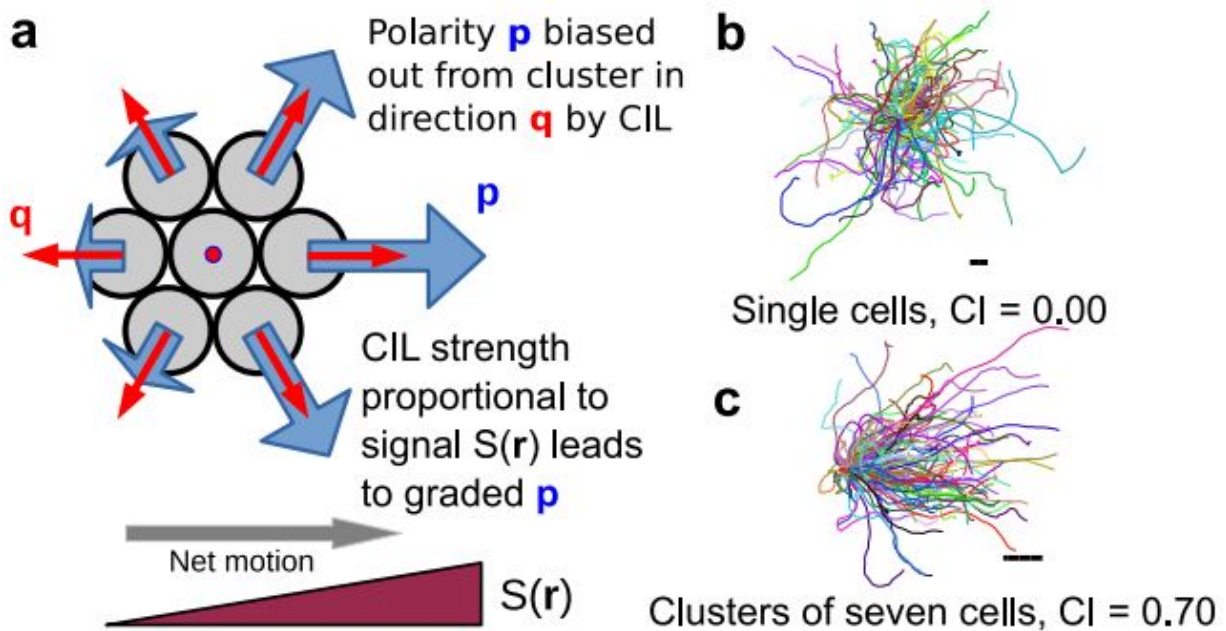 a
Polarity p biased
out from cluster in
direction q by CIL
q
p
CIL strength
proportional to
signal S(r) leads
to graded p
Net motion
S(r)
b
Single cells, CI = 0.00
c
Clusters of seven cells, CI = 0.70